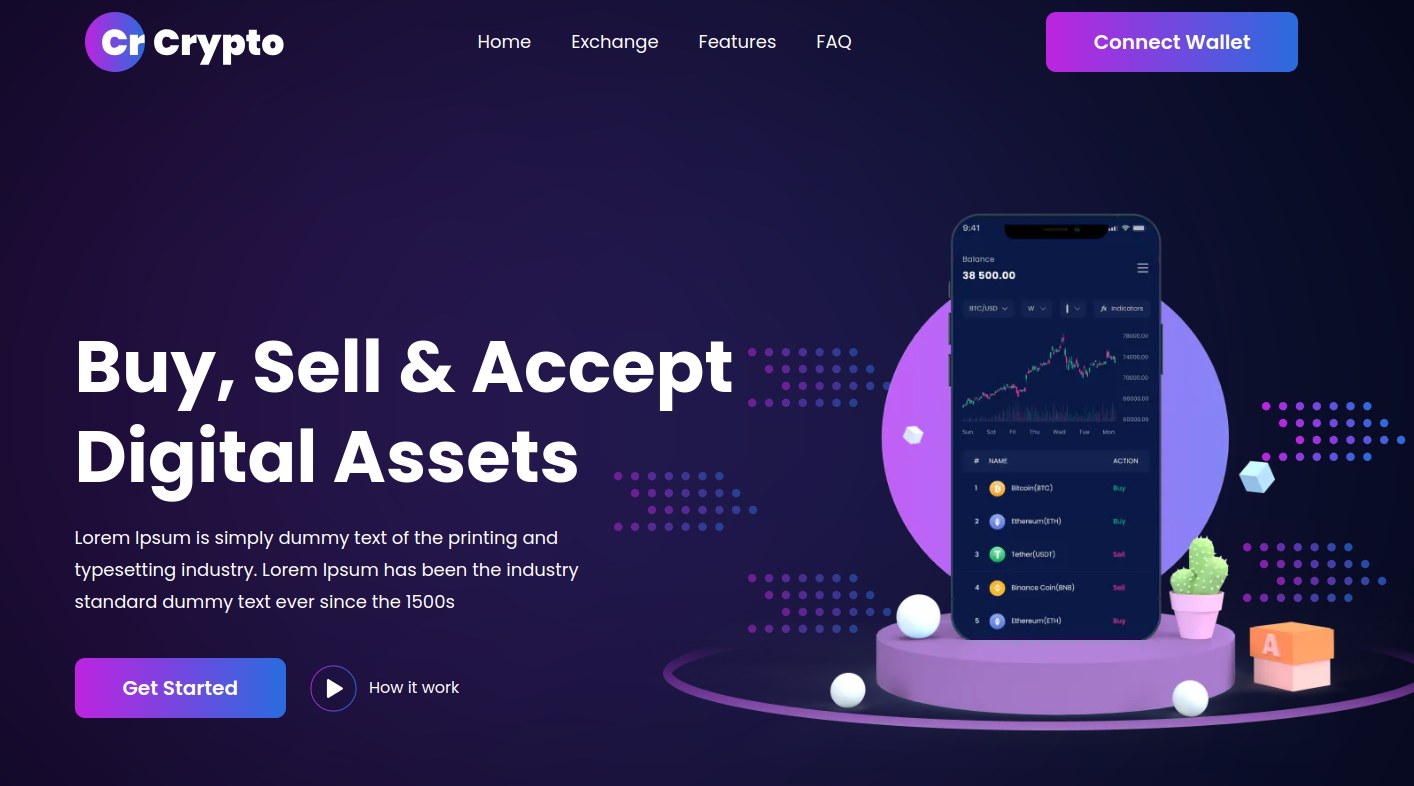 Cr Crypto
Home Exchange Features FAQ
Connect Wallet
Buy, Sell & Accept
Digital Assets
Lorem Ipsum is simply dummy text of the printing and
typesetting industry. Lorem Ipsum has been the industry
standard dummy text ever since the 1500s
Get Started
How it work
9:41
Balance
38 500.00
BTC/USD W fx Indicators
78000.00
74000.00
70000.00
66000.00
60000.00
Sun Sat Fri Thu Wed Tue Mon
# NAME ACTION
1 Bitcoin(BTC) Buy
2 Ethereum(ETH) Buy
3 Tether(USDT) Sell
4 Binance Coin(BNB) Sell
5 Ethereum(ETH) Buy
A